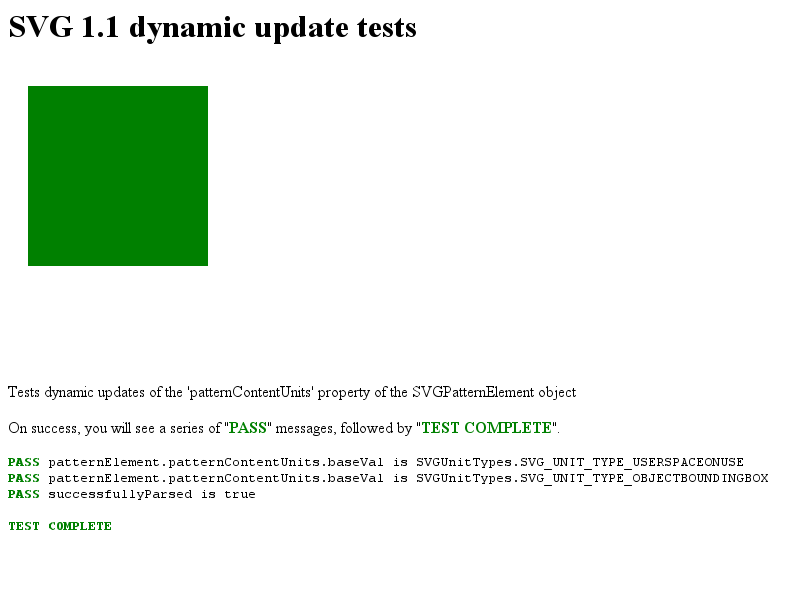 SVG 1.1 dynamic update tests
Tests dynamic updates of the 'patternContentUnits' property of the SVGPatternElement object
On success, you will see a series of "PASS" messages, followed by "TEST COMPLETE".
PASS patternElement.patternContentUnits.baseVal is SVGUnitTypes.SVG_UNIT_TYPE_USERSPACEONUSE
PASS patternElement.patternContentUnits.baseVal is SVGUnitTypes.SVG_UNIT_TYPE_OBJECTBOUNDINGBOX
PASS successfullyParsed is true
TEST COMPLETE